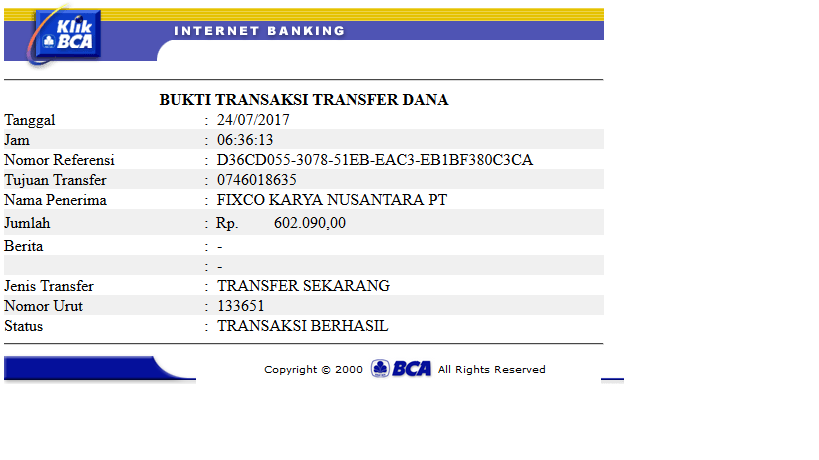 Klik
BCA
INTERNET BANKING
BUKTI TRANSAKSI TRANSFER DANA
Tanggal : 24/07/2017
Jam : 06:36:13
Nomor Referensi : D36CD055-3078-51EB-EAC3-EB1BF380C3CA
Tujuan Transfer : 0746018635
Nama Penerima : FIXCO KARYA NUSANTARA PT
Jumlah : Rp. 602.090,00
Berita : -
: -
Jenis Transfer : TRANSFER SEKARANG
Nomor Urut : 133651
Status : TRANSAKSI BERHASIL
Copyright © 2000 BCA All Rights Reserved